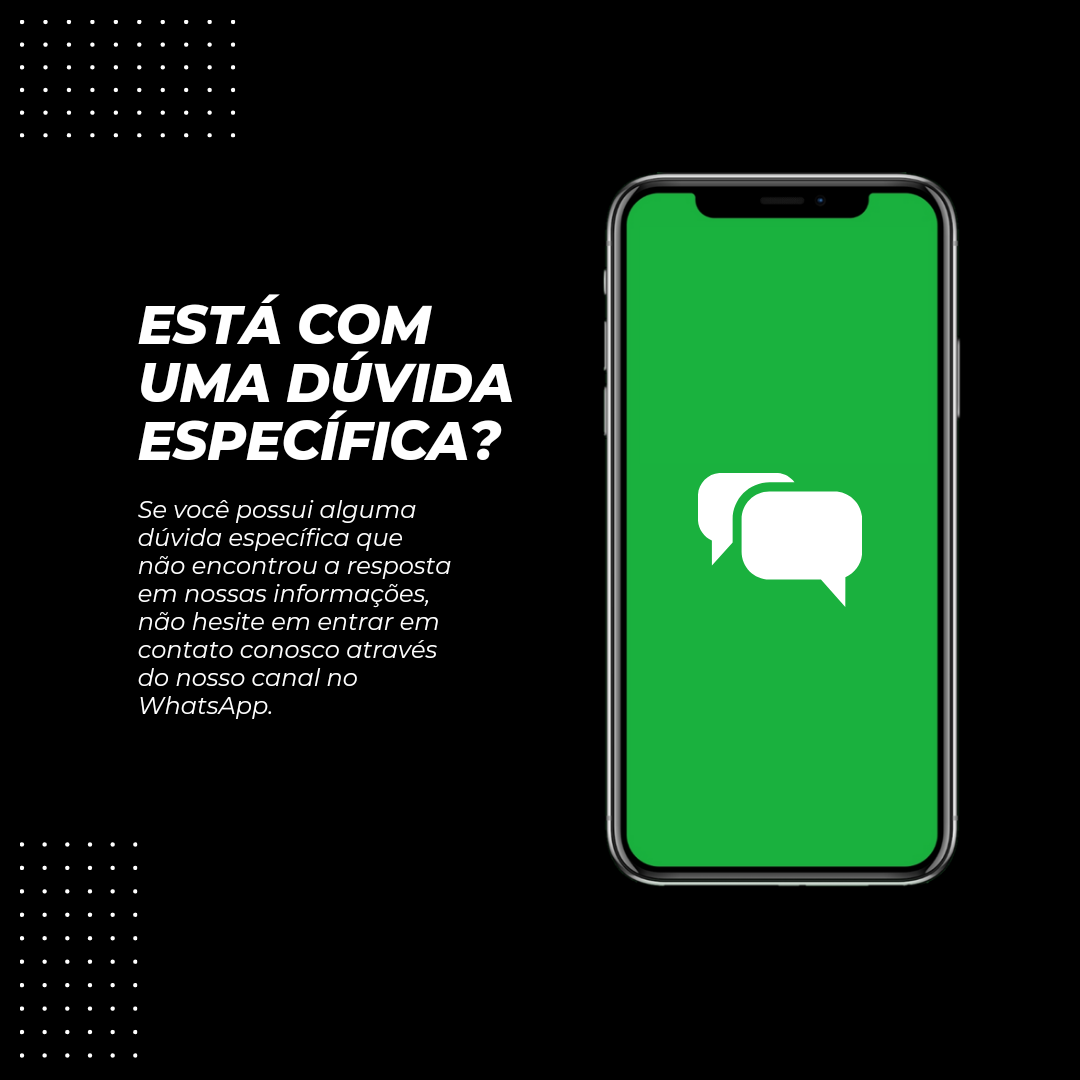 ESTÁ COM
UMA DÚVIDA
ESPECÍFICA?
Se você possui alguma
dúvida específica que
não encontrou a resposta
em nossas informações,
não hesite em entrar em
contato conosco através
do nosso canal no
WhatsApp.